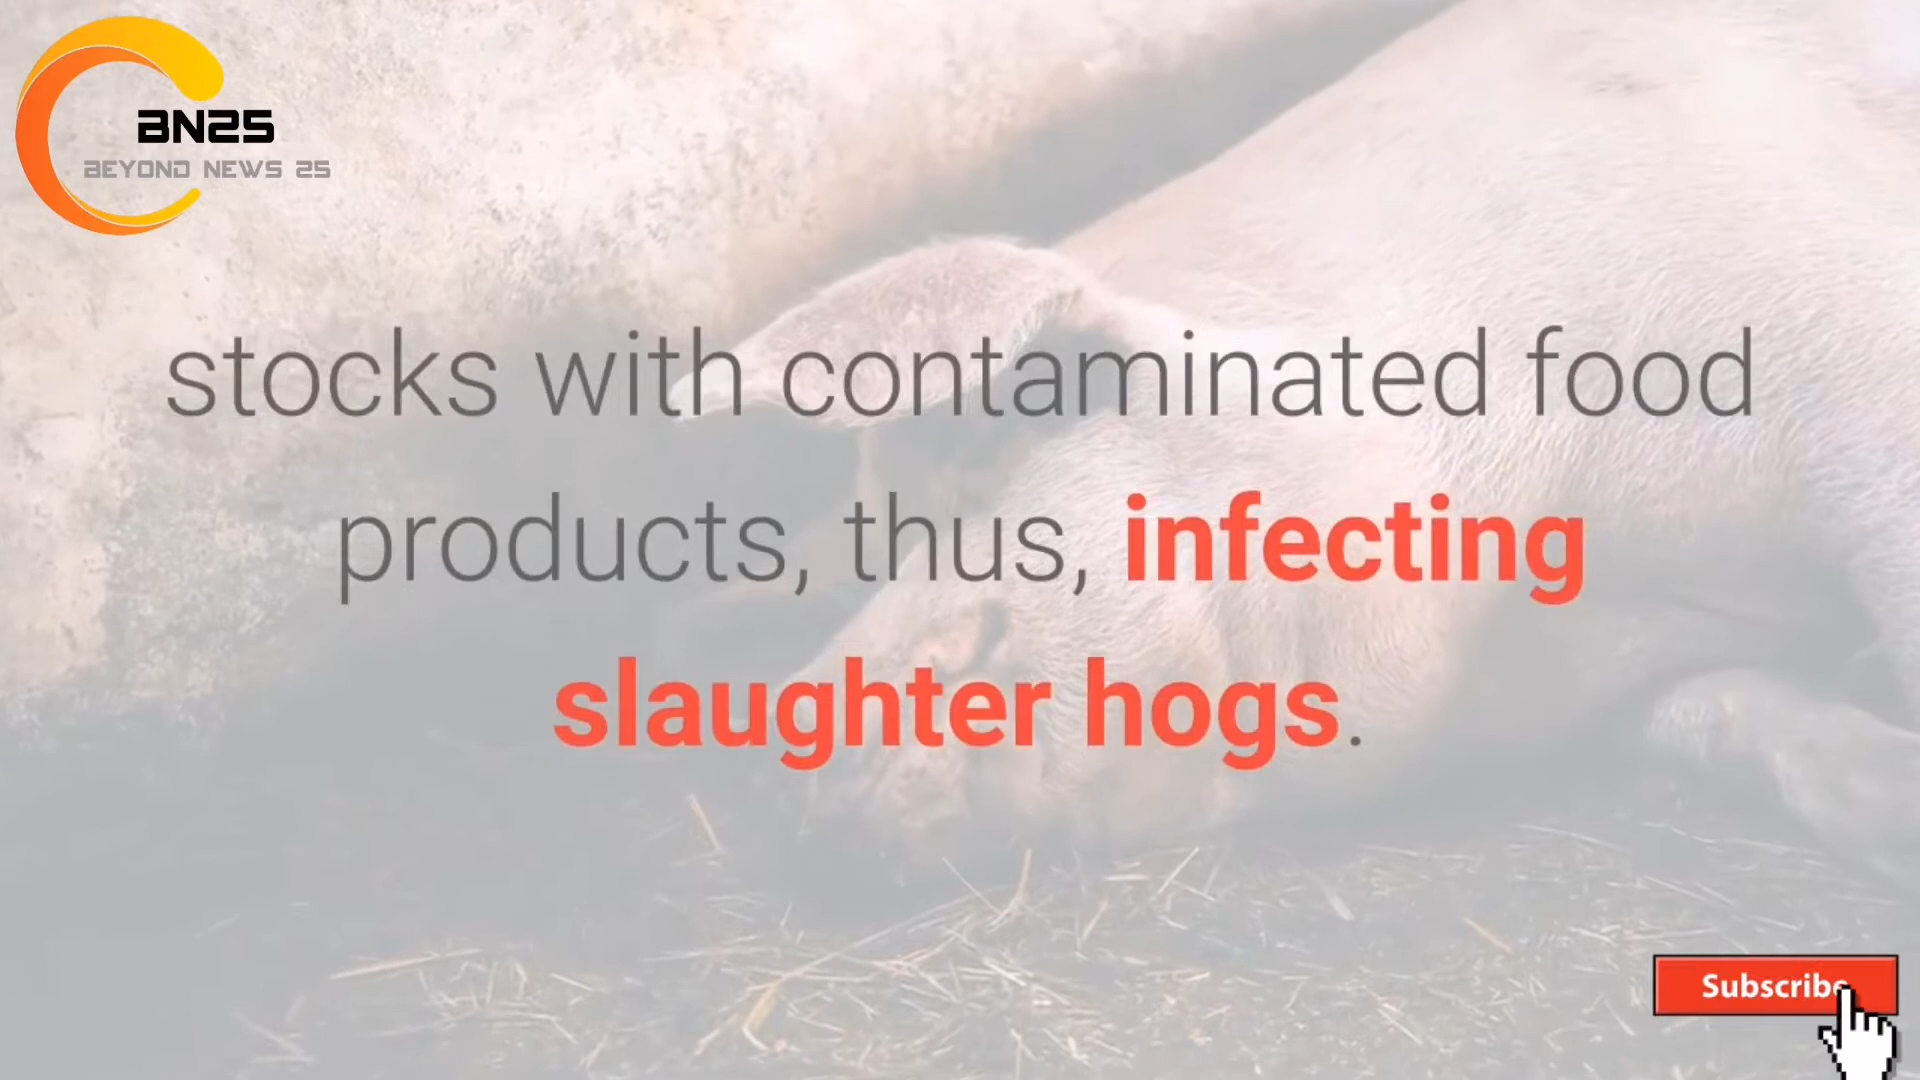 BN25
BEYOND NEWS 25
stocks with contaminated food
products, thus, infecting
slaughter hogs.
Subscribe